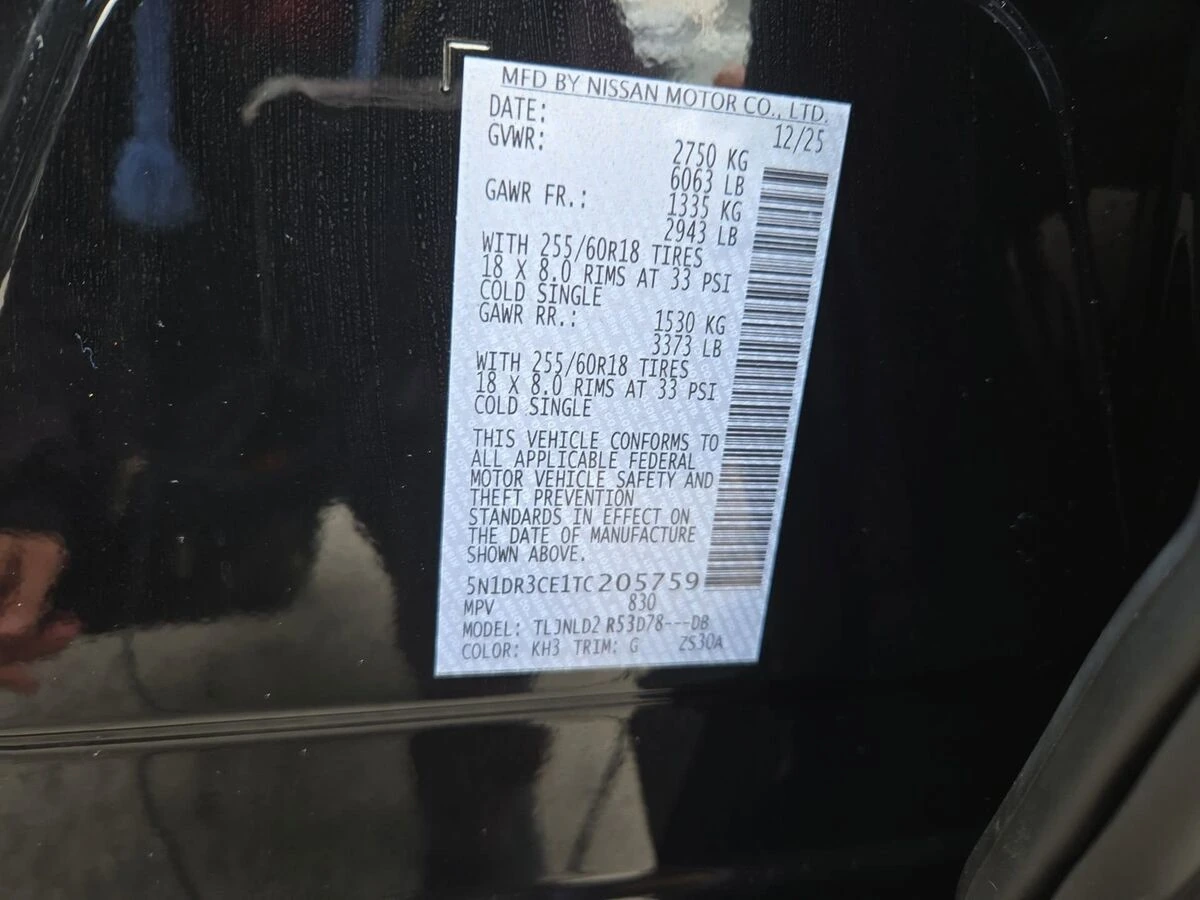 MFD BY NISSAN MOTOR CO., LTD.
DATE: 12/25
GVWR: 2750 KG
6063 LB
GAWR FR.: 1335 KG
2943 LB
WITH 255/60R18 TIRES
18 X 8.0 RIMS AT 33 PSI
COLD SINGLE
GAWR RR.: 1530 KG
3373 LB
WITH 255/60R18 TIRES
18 X 8.0 RIMS AT 33 PSI
COLD SINGLE
THIS VEHICLE CONFORMS TO
ALL APPLICABLE FEDERAL
MOTOR VEHICLE SAFETY AND
THEFT PREVENTION
STANDARDS IN EFFECT ON
THE DATE OF MANUFACTURE
SHOWN ABOVE.
5N1DR3CE1TC205759
MPV 830
MODEL: TLJNLD2 R53D78---DB
COLOR: KH3 TRIM: G ZS30A